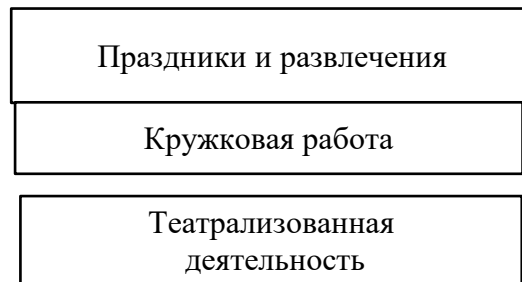 Праздники и развлечения
Кружковая работа
Театрализованная
деятельность